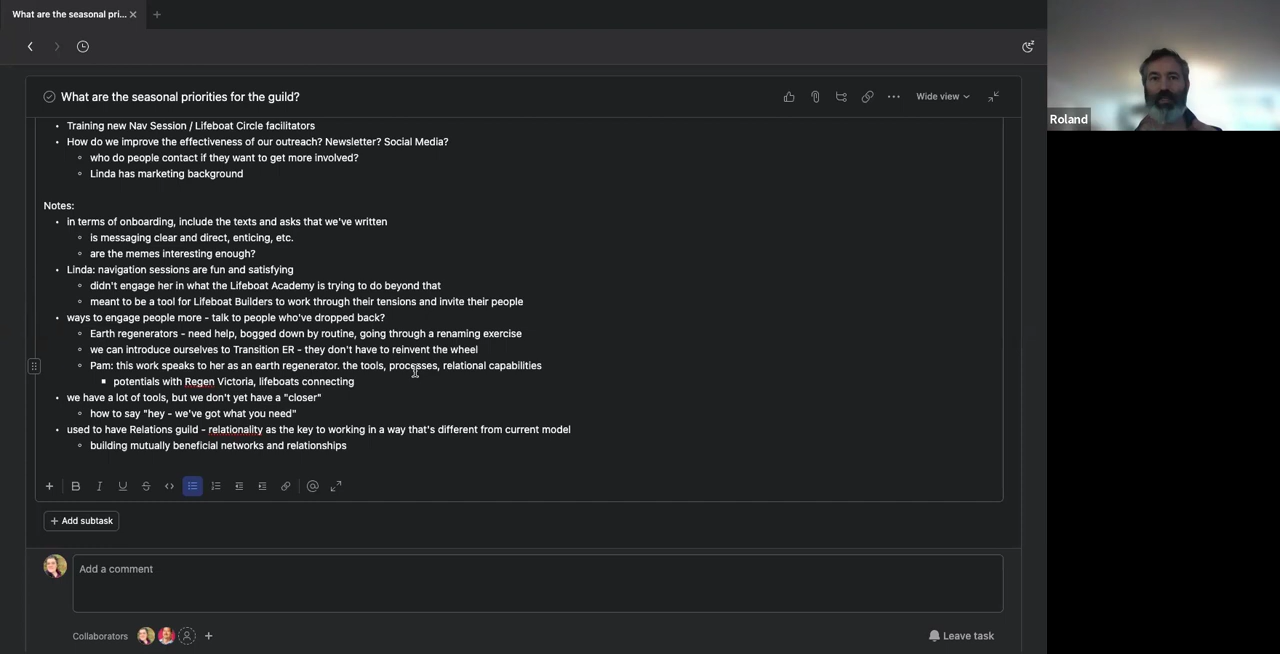 What are the seasonal pri...
Roland
What are the seasonal priorities for the guild?
Wide view
Training new Nav Session / Lifeboat Circle facilitators
How do we improve the effectiveness of our outreach? Newsletter? Social Media?
who do people contact if they want to get more involved?
Linda has marketing background
Notes:
in terms of onboarding, include the texts and asks that we've written
is messaging clear and direct, enticing, etc.
are the memes interesting enough?
Linda: navigation sessions are fun and satisfying
didn't engage her in what the Lifeboat Academy is trying to do beyond that
meant to be a tool for Lifeboat Builders to work through their tensions and invite their people
ways to engage people more - talk to people who've dropped back?
Earth regenerators - need help, bogged down by routine, going through a renaming exercise
we can introduce ourselves to Transition ER - they don't have to reinvent the wheel
Pam: this work speaks to her as an earth regenerator. the tools, processes, relational capabilities
potentials with Regen Victoria, lifeboats connecting
we have a lot of tools, but we don't yet have a "closer"
how to say "hey - we've got what you need"
used to have Relations guild - relationality as the key to working in a way that's different from current model
building mutually beneficial networks and relationships
Add subtask
Add a comment
Collaborators
Leave task